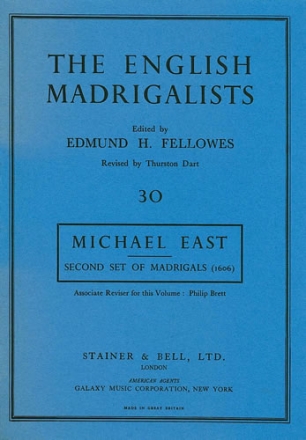 THE ENGLISH
MADRIGALISTS
Edited by
EDMUND H. FELLOWES
Revised by Thurston Dart
30
MICHAEL EAST
SECOND SET OF MADRIGALS (1606)
Associate Reviser for this Volume : Philip Brett
STAINER & BELL, LTD.
LONDON
AMERICAN AGENTS
GALAXY MUSIC CORPORATION, NEW YORK
MADE IN GREAT BRITAIN